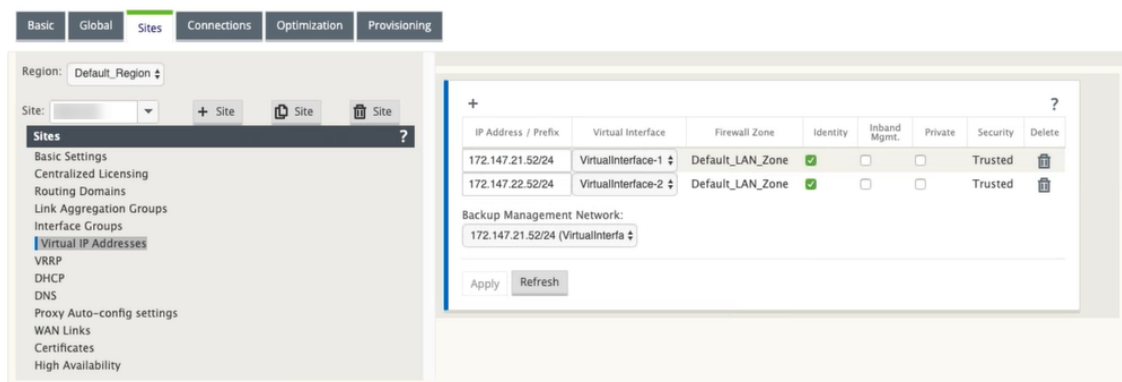 Basic Global Sites Connections Optimization Provisioning
Region: Default_Region
Site: + Site Site Site
Sites ?
Basic Settings
Centralized Licensing
Routing Domains
Link Aggregation Groups
Interface Groups
Virtual IP Addresses
VRRP
DHCP
DNS
Proxy Auto-config settings
WAN Links
Certificates
High Availability
+ ?
IP Address / Prefix Virtual Interface Firewall Zone Identity Inband Mgmt. Private Security Delete
172.147.21.52/24 VirtualInterface-1 Default_LAN_Zone Trusted
172.147.22.52/24 VirtualInterface-2 Default_LAN_Zone Trusted
Backup Management Network:
172.147.21.52/24 (VirtualInterfa
Apply Refresh